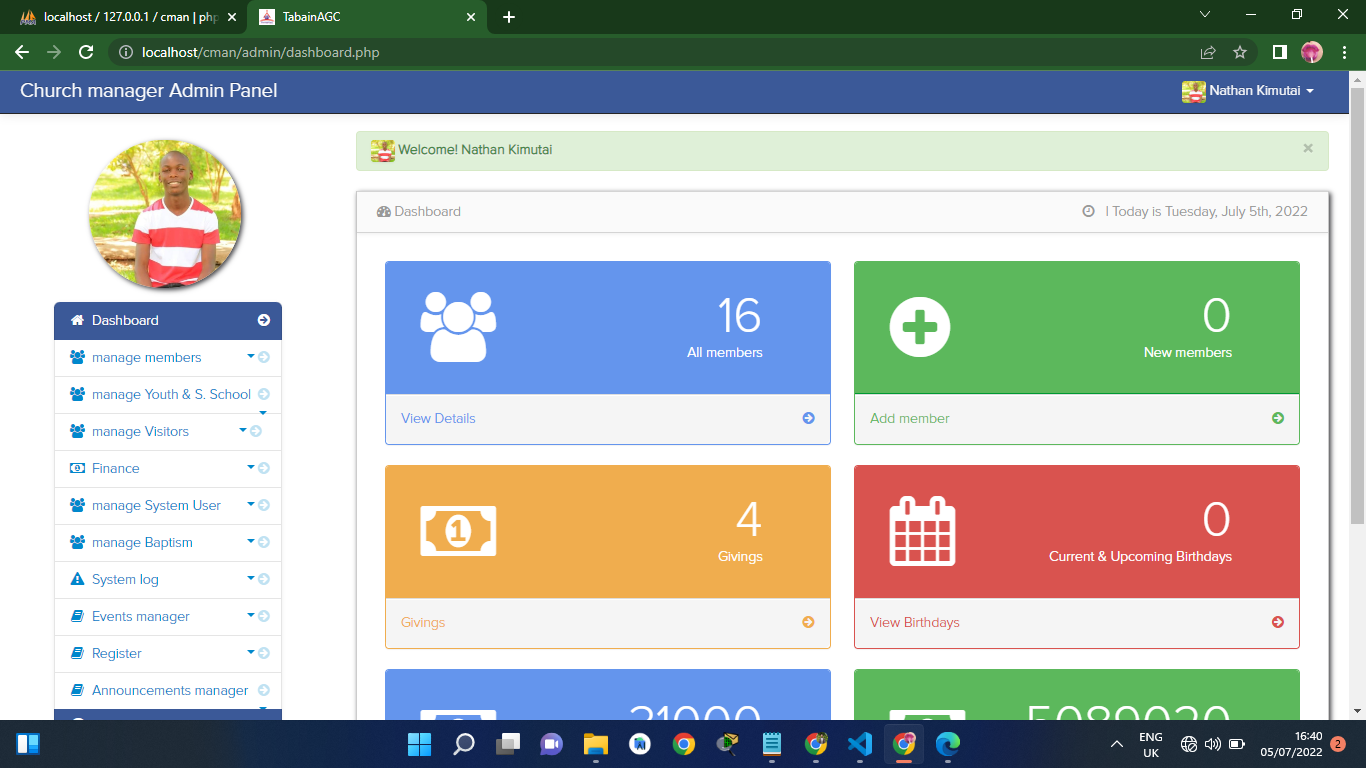 localhost / 127.0.0.1 / cman | php
TabainAGC
localhost/cman/admin/dashboard.php
Church manager Admin Panel
Nathan Kimutai
Welcome! Nathan Kimutai
Dashboard
| Today is Tuesday, July 5th, 2022
Dashboard
manage members
manage Youth & S. School
manage Visitors
Finance
manage System User
manage Baptism
System log
Events manager
Register
Announcements manager
16
All members
View Details
0
New members
Add member
1
4
Givings
Givings
0
Current & Upcoming Birthdays
View Birthdays
31000
5089020
ENG
UK
16:40
05/07/2022
2